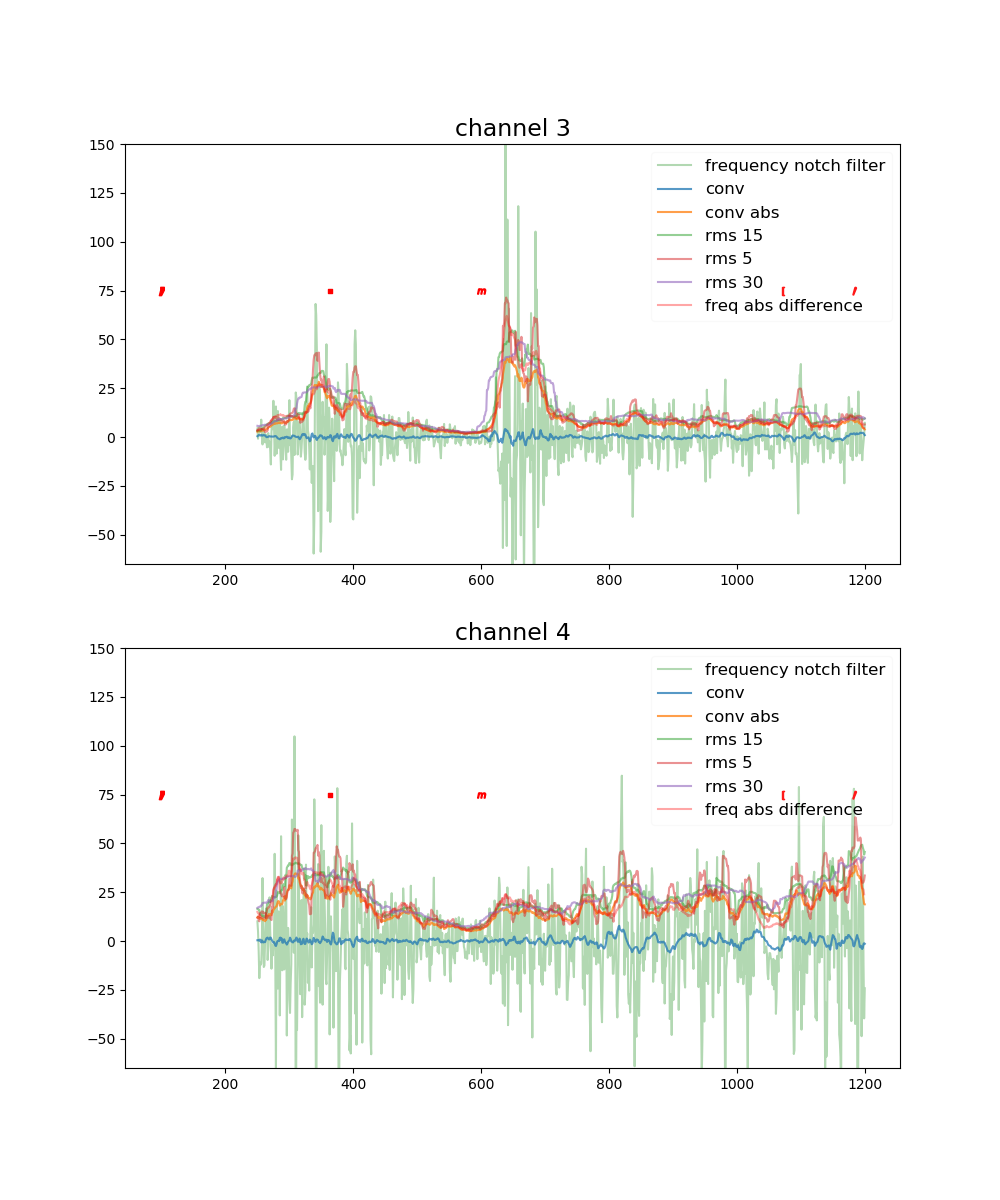 channel 3
150
125
100
75
50
25
0
−25
−50
frequency notch filter
conv
conv abs
rms 15
rms 5
rms 30
freq abs difference
200 400 600 800 1000 1200
channel 4
150
125
100
75
50
25
0
−25
−50
frequency notch filter
conv
conv abs
rms 15
rms 5
rms 30
freq abs difference
200 400 600 800 1000 1200